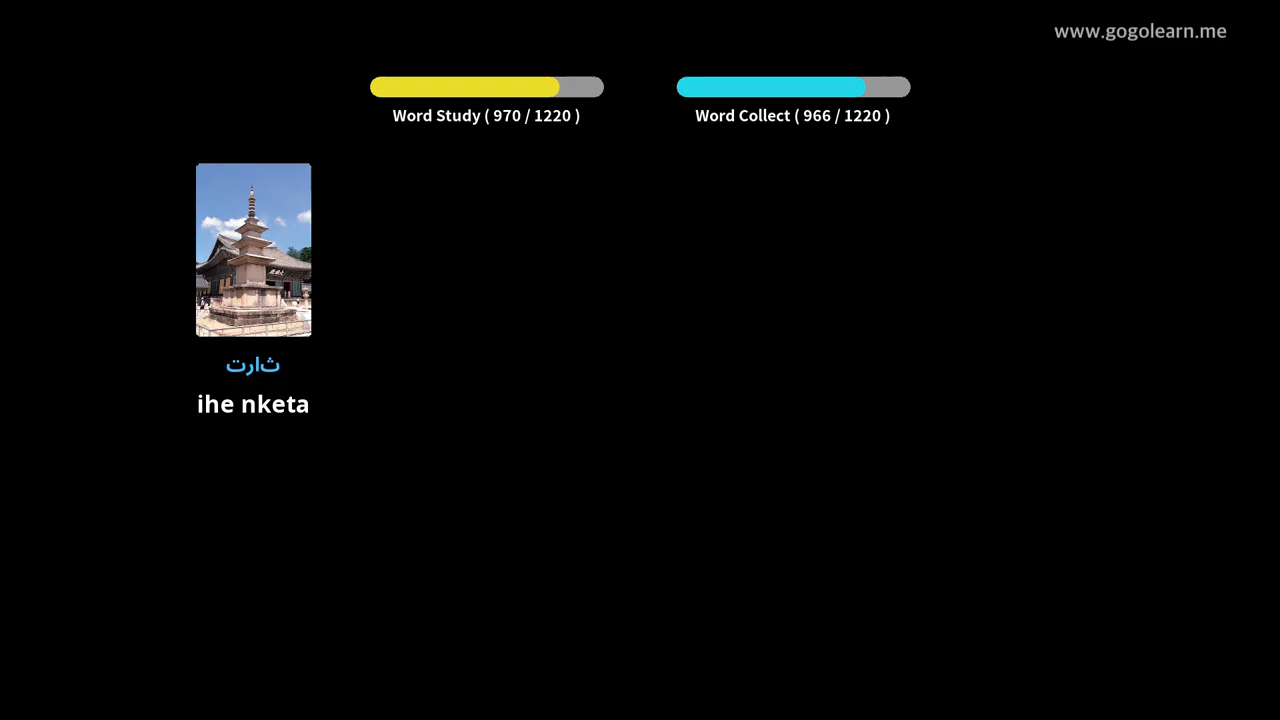 www.gogolearn.me
Word Study ( 970 / 1220 )
Word Collect ( 966 / 1220 )
ثارت
ihe nketa